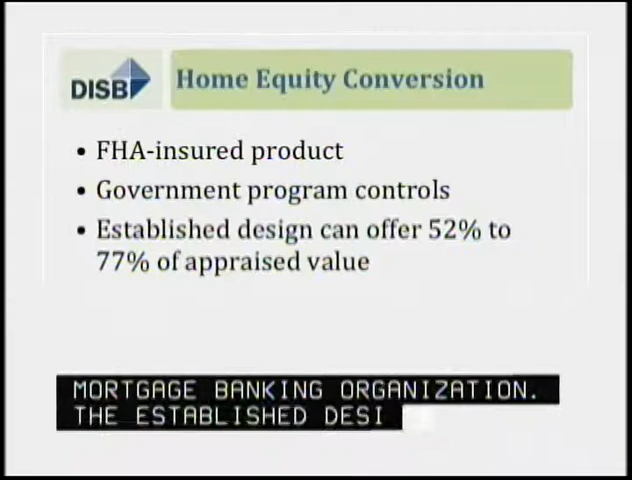 DISB
Home Equity Conversion
• FHA-insured product
• Government program controls
• Established design can offer 52% to
77% of appraised value
MORTGAGE BANKING ORGANIZATION.
THE ESTABLISHED DESI